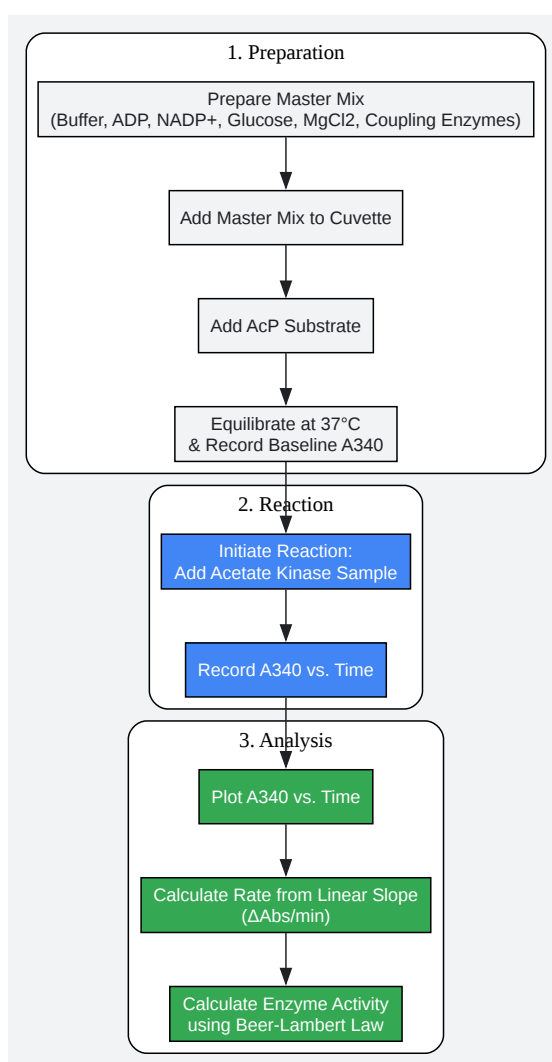 1. Preparation
Prepare Master Mix
(Buffer, ADP, NADP+, Glucose, MgCl2, Coupling Enzymes)
Add Master Mix to Cuvette
Add AcP Substrate
Equilibrate at 37°C
& Record Baseline A340
2. Reaction
Initiate Reaction:
Add Acetate Kinase Sample
Record A340 vs. Time
3. Analysis
Plot A340 vs. Time
Calculate Rate from Linear Slope
(ΔAbs/min)
Calculate Enzyme Activity
using Beer-Lambert Law